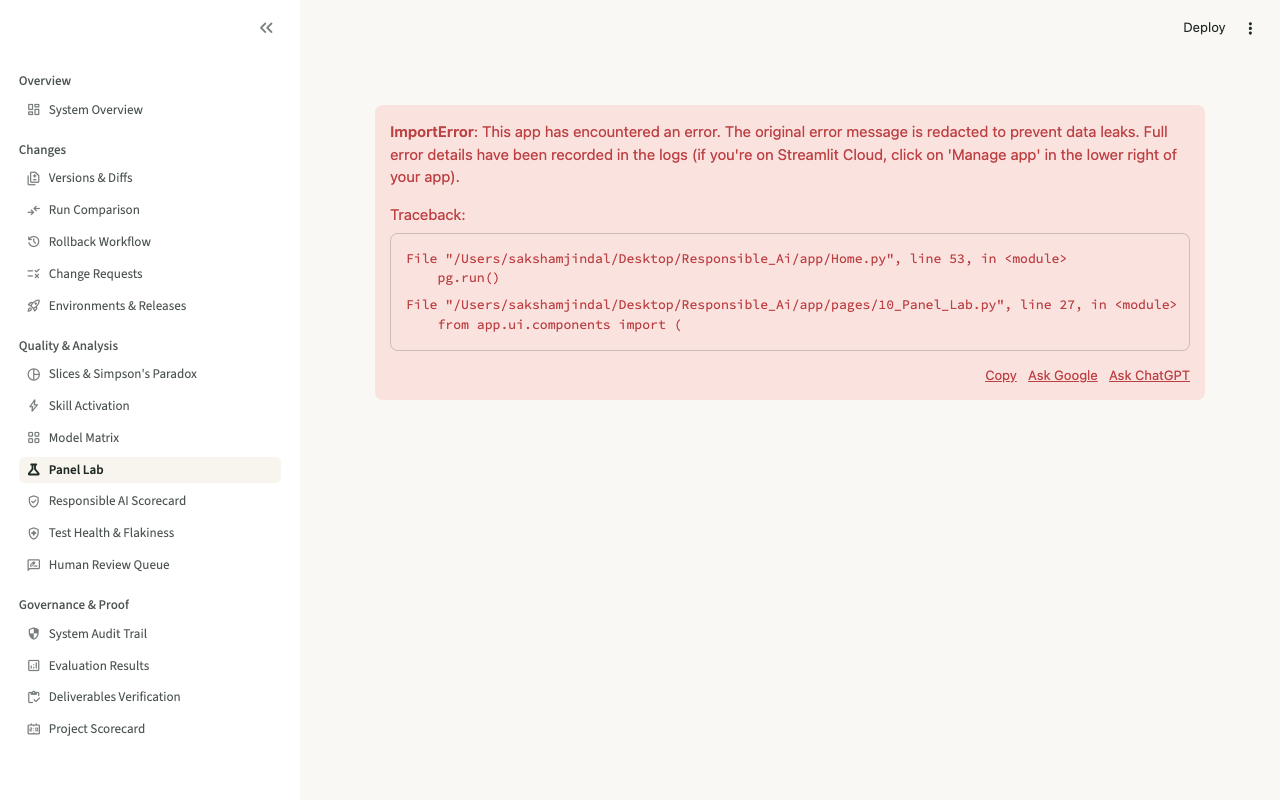 Deploy
Overview
System Overview
Changes
Versions & Diffs
Run Comparison
Rollback Workflow
Change Requests
Environments & Releases
Quality & Analysis
Slices & Simpson's Paradox
Skill Activation
Model Matrix
Panel Lab
Responsible AI Scorecard
Test Health & Flakiness
Human Review Queue
Governance & Proof
System Audit Trail
Evaluation Results
Deliverables Verification
Project Scorecard
ImportError: This app has encountered an error. The original error message is redacted to prevent data leaks. Full
error details have been recorded in the logs (if you're on Streamlit Cloud, click on 'Manage app' in the lower right of
your app).
Traceback:
File "/Users/sakshamjindal/Desktop/Responsible_Ai/app/Home.py", line 53, in <module>
    pg.run()
File "/Users/sakshamjindal/Desktop/Responsible_Ai/app/pages/10_Panel_Lab.py", line 27, in <module>
    from app.ui.components import (
Copy Ask Google Ask ChatGPT